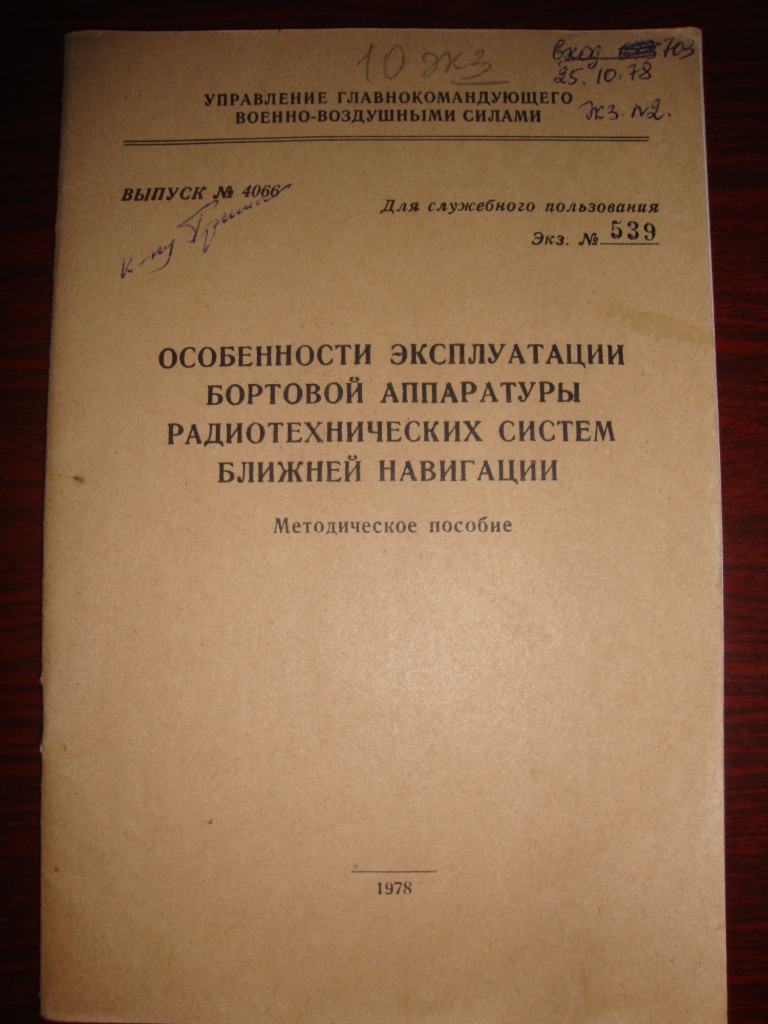 10 экз
вход 703
25.10.78
Экз. №2.
УПРАВЛЕНИЕ ГЛАВНОКОМАНДУЮЩЕГО
ВОЕННО-ВОЗДУШНЫМИ СИЛАМИ
ВЫПУСК № 4066
Для служебного пользования
Экз. № 539
ОСОБЕННОСТИ ЭКСПЛУАТАЦИИ
БОРТОВОЙ АППАРАТУРЫ
РАДИОТЕХНИЧЕСКИХ СИСТЕМ
БЛИЖНЕЙ НАВИГАЦИИ
Методическое пособие
1978